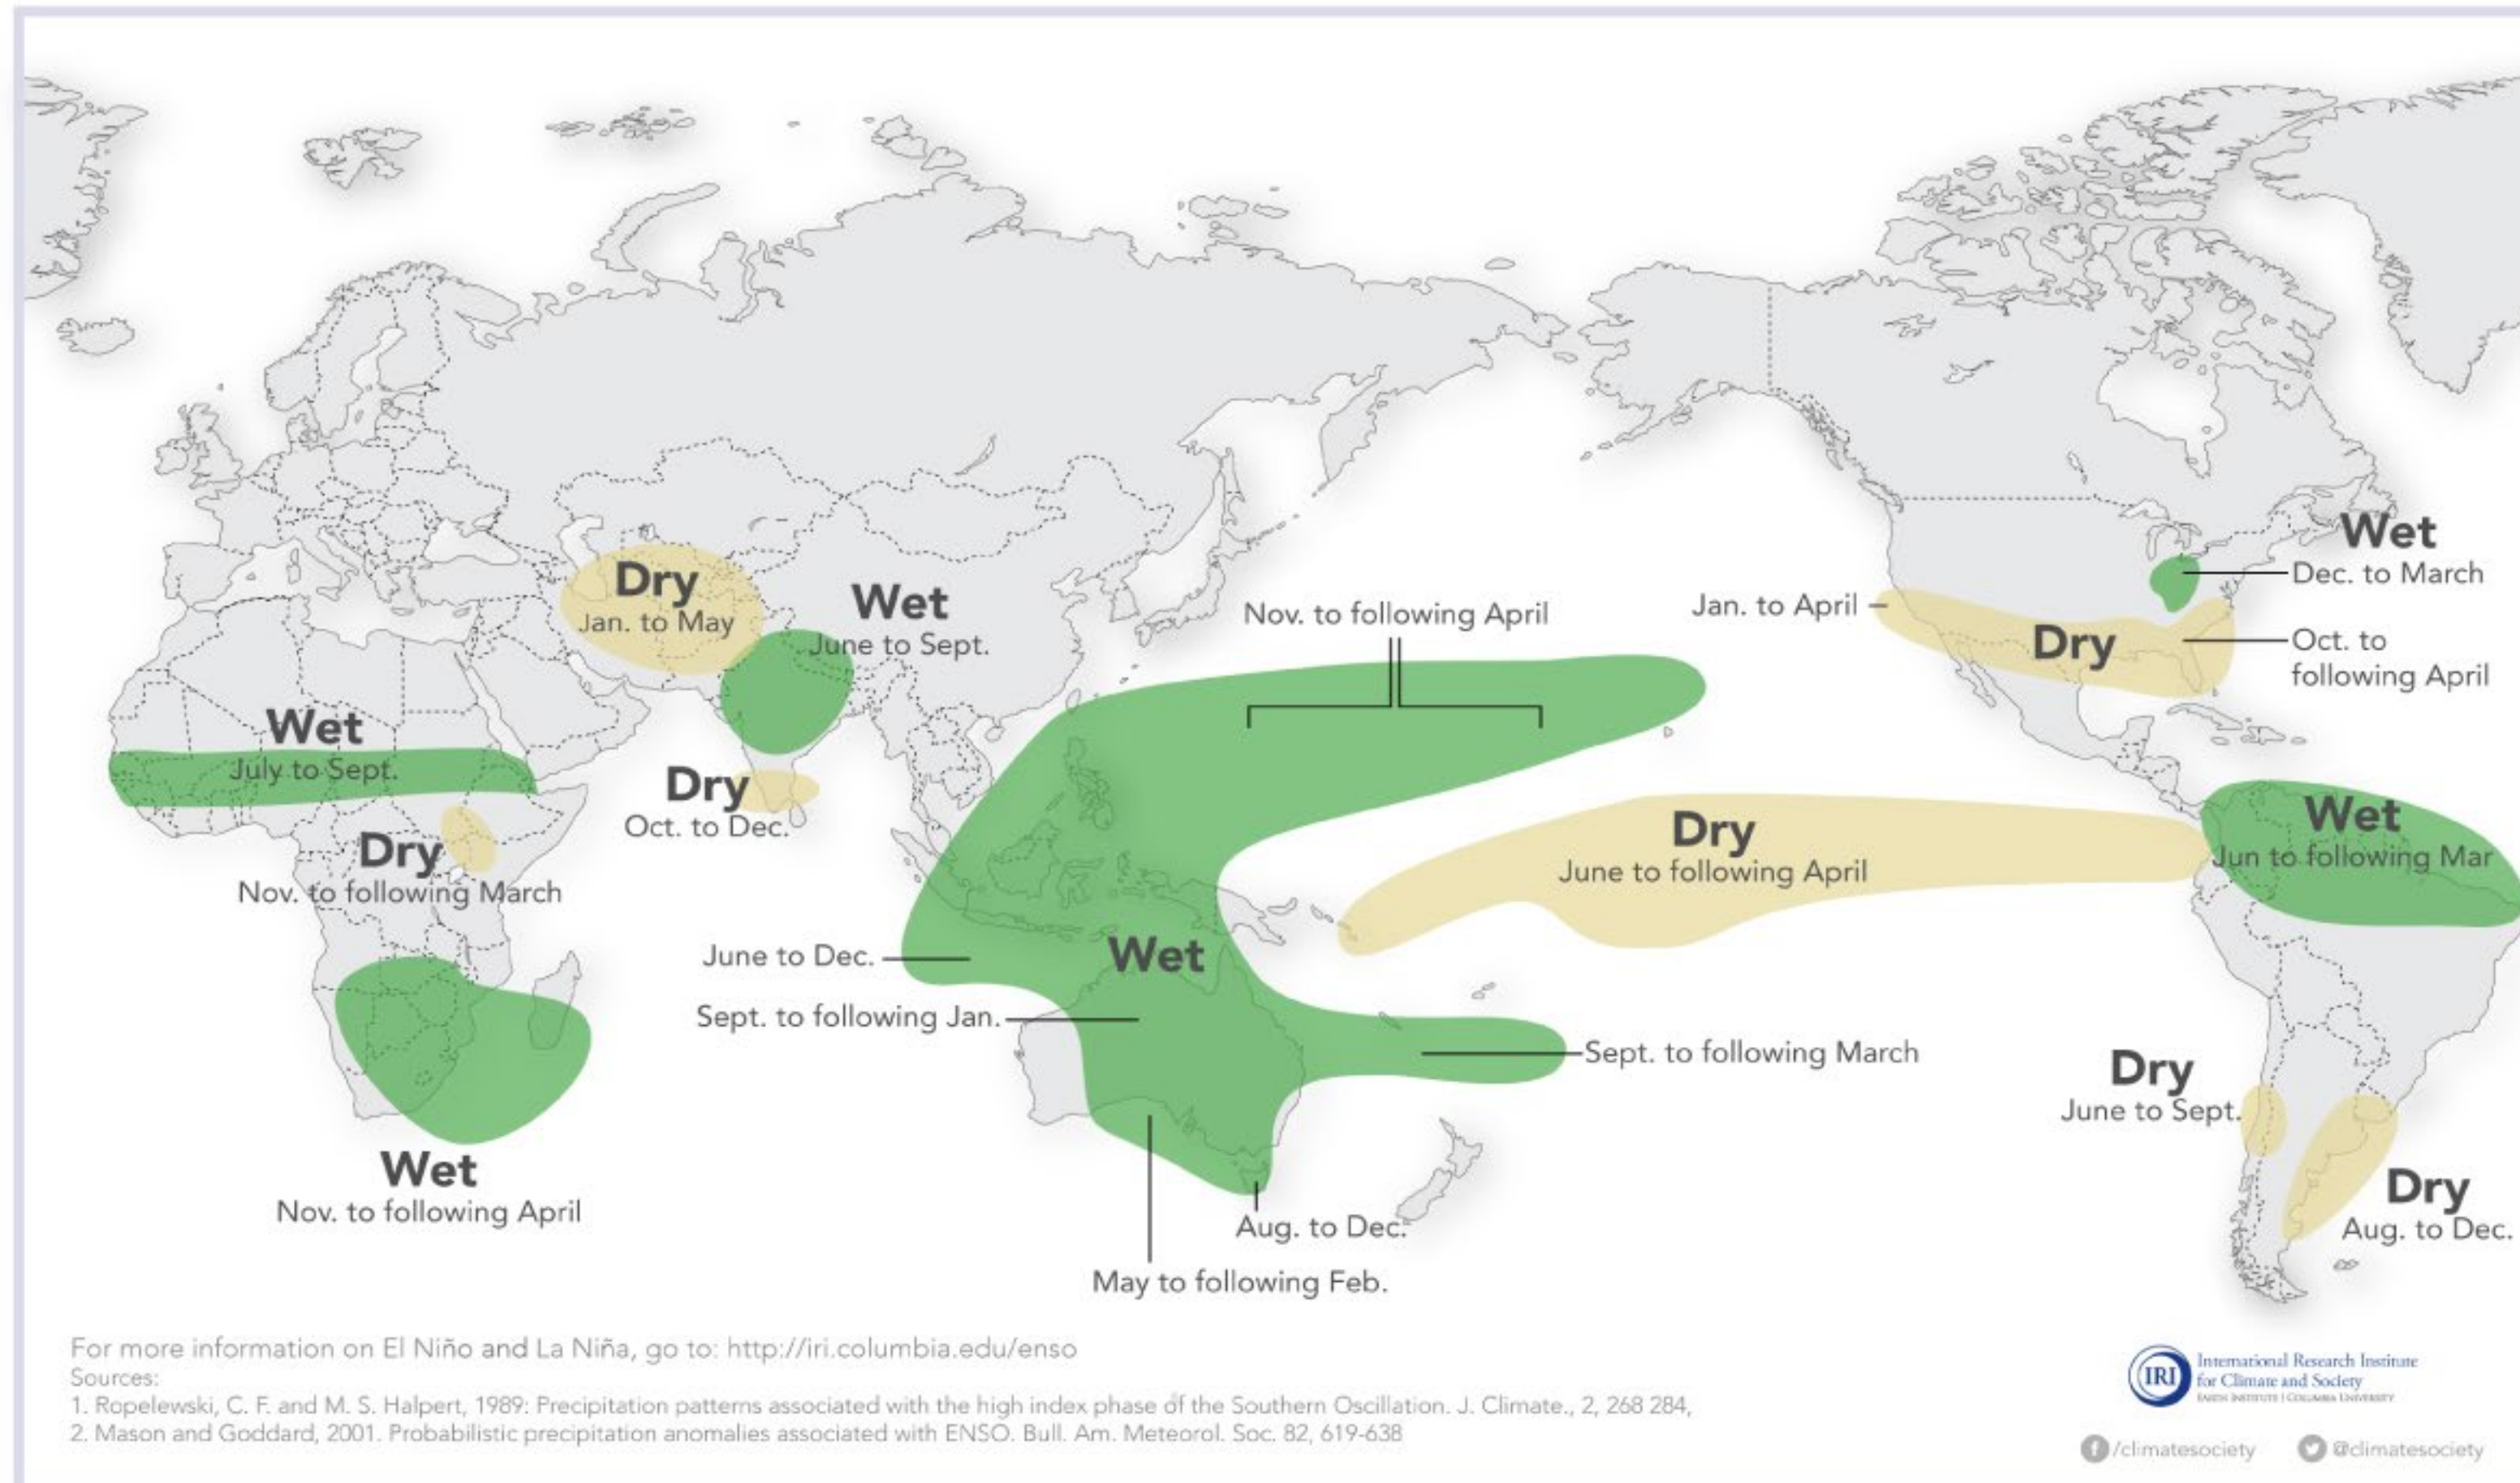 Wet
Dec. to March
Dry
Jan. to May
Wet
June to Sept.
Nov. to following April
Jan. to April
Dry
Oct. to
following April
Wet
July to Sept.
Dry
Oct. to Dec.
Dry
Nov. to following March
Dry
June to following April
Wet
Jun to following Mar
June to Dec.
Wet
Sept. to following Jan.
Sept. to following March
Dry
June to Sept.
Wet
Nov. to following April
Aug. to Dec.
May to following Feb.
Dry
Aug. to Dec.
For more information on El Niño and La Niña, go to: http://iri.columbia.edu/enso
Sources:
1. Ropelewski, C. F. and M. S. Halpert, 1989: Precipitation patterns associated with the high index phase of the Southern Oscillation. J. Climate., 2, 268 284,
2. Mason and Goddard, 2001. Probabilistic precipitation anomalies associated with ENSO. Bull. Am. Meteorol. Soc. 82, 619-638
IRI
International Research Institute
for Climate and Society
EARTH INSTITUTE | COLUMBIA UNIVERSITY
/climatesociety
@climatesociety